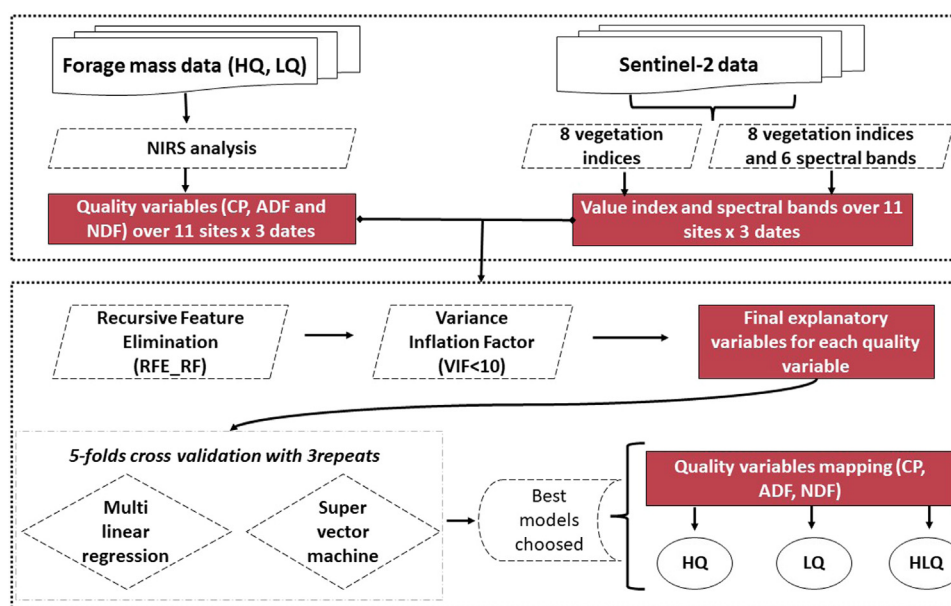 Forage mass data (HQ, LQ)
Sentinel-2 data
NIRS analysis
8 vegetation
indices
8 vegetation indices
and 6 spectral bands
Quality variables (CP, ADF and
NDF) over 11 sites x 3 dates
Value index and spectral bands over 11
sites x 3 dates
Recursive Feature
Elimination
(RFE_RF)
Variance
Inflation Factor
(VIF<10)
Final explanatory
variables for each quality
variable
5-folds cross validation with 3repeats
Multi
linear
regression
Super
vector
machine
Best
models
choosed
Quality variables mapping (CP,
ADF, NDF)
HQ
LQ
HLQ